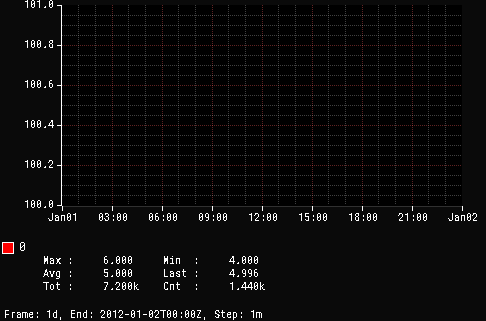 101.0
100.8
100.6
100.4
100.2
100.0
Jan01 03:00 06:00 09:00 12:00 15:00 18:00 21:00 Jan02
0
Max : 6.000 Min : 4.000
Avg : 5.000 Last : 4.996
Tot : 7.200k Cnt : 1.440k
Frame: 1d, End: 2012-01-02T00:00Z, Step: 1m